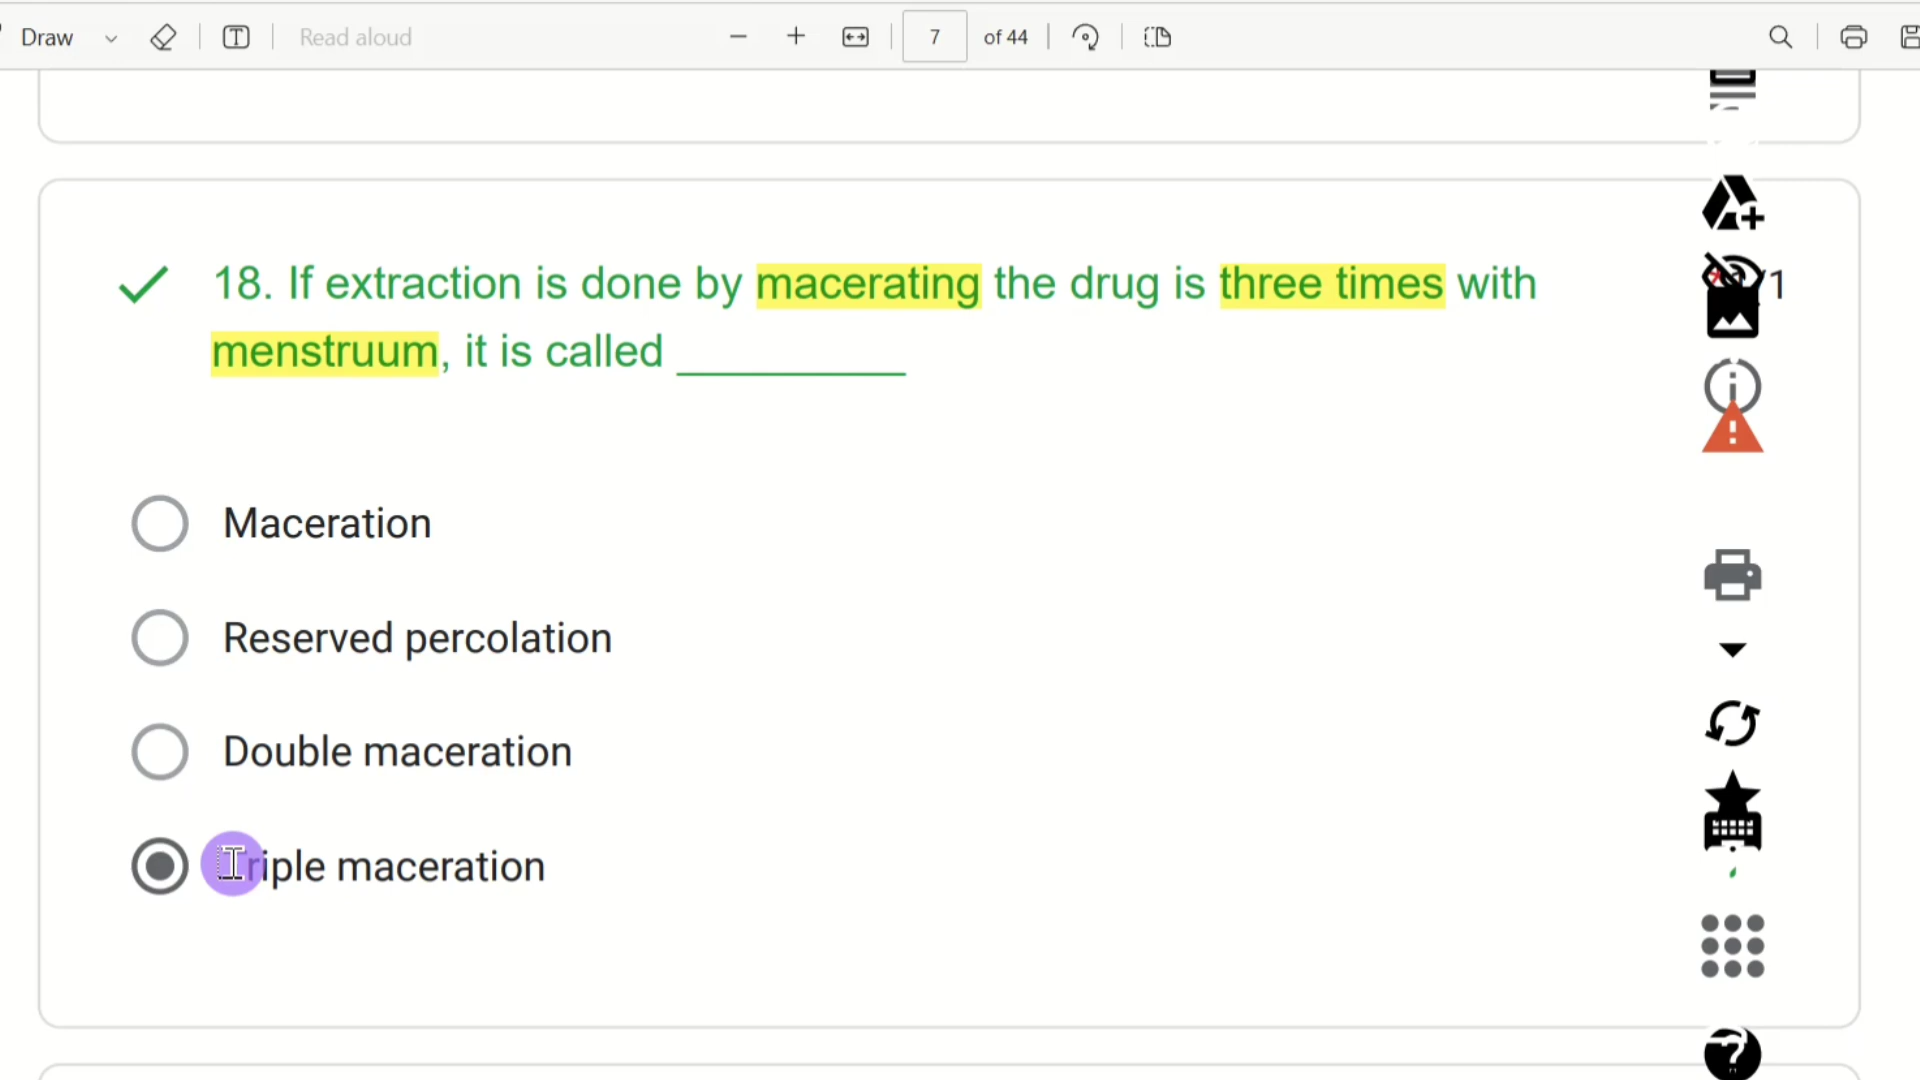 Draw
Read aloud
7
of 44
18. If extraction is done by macerating the drug is three times with
/1
menstruum, it is called __________
Maceration
Reserved percolation
Double maceration
Triple maceration